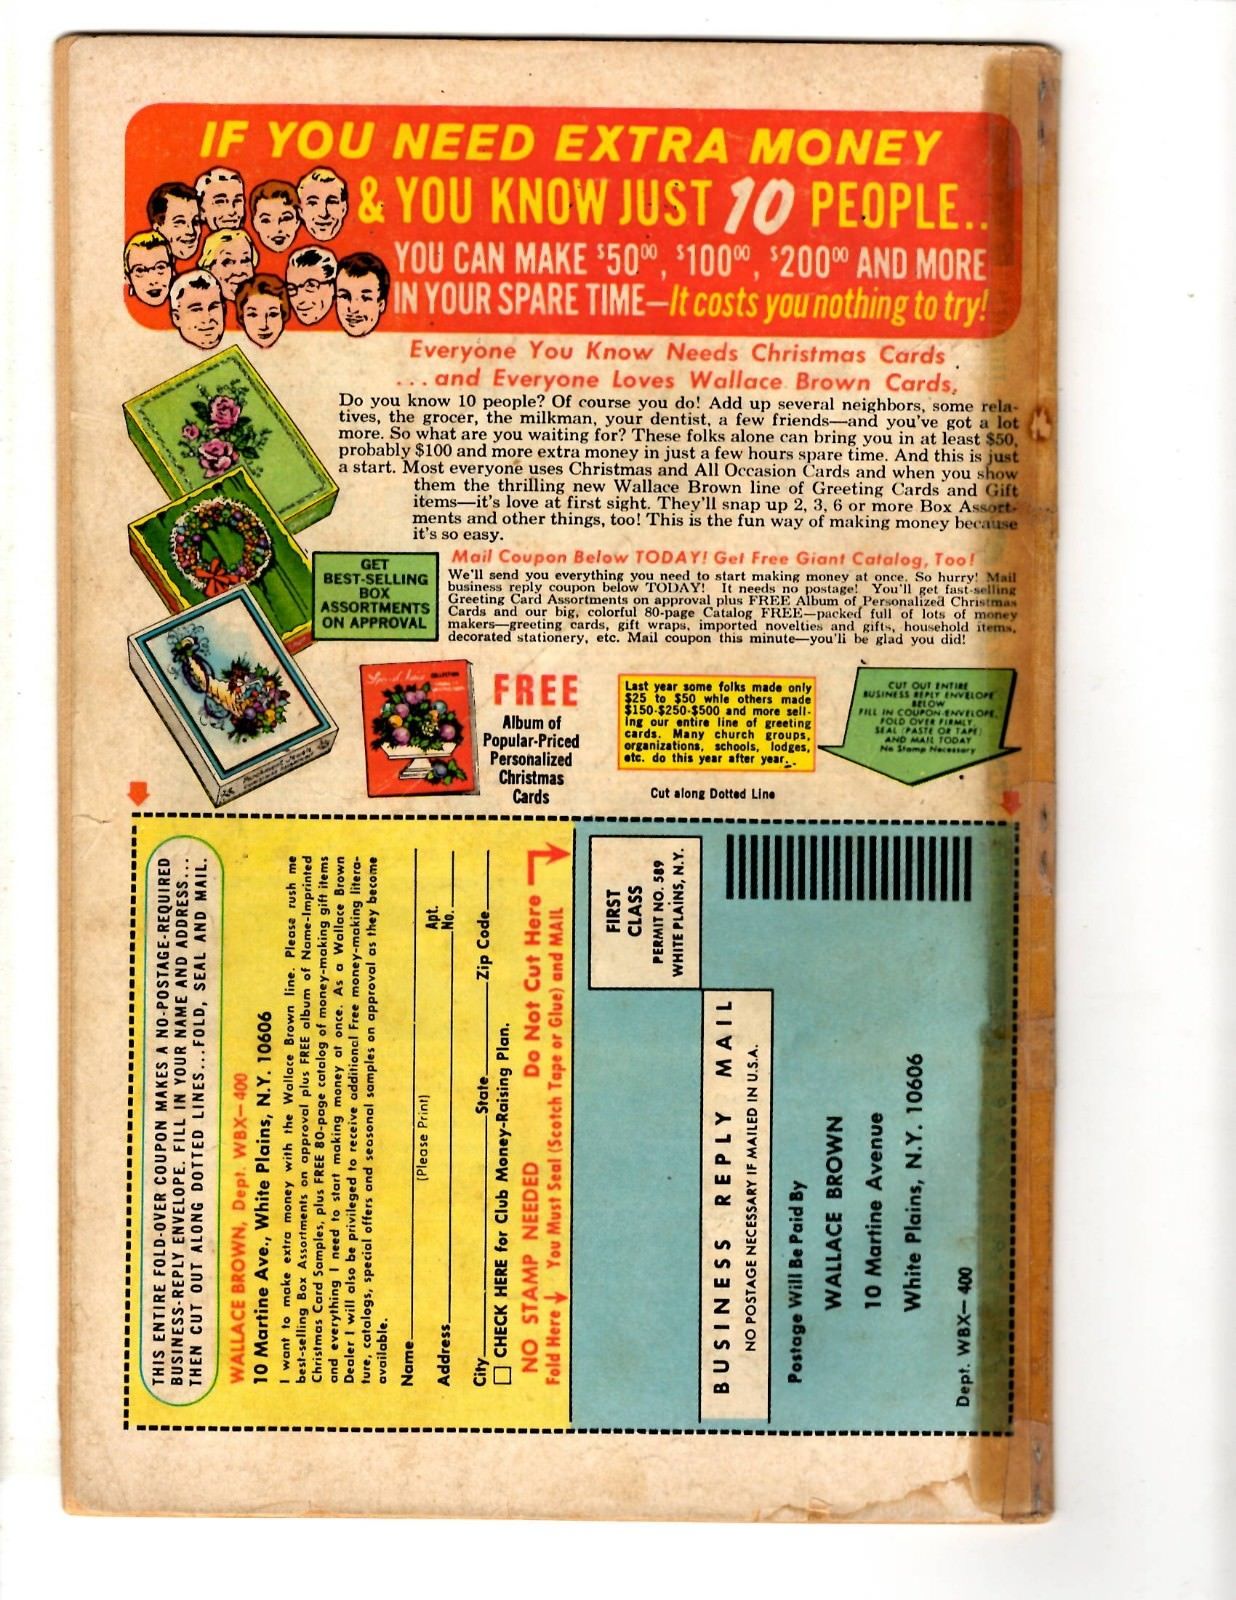 IF YOU NEED EXTRA MONEY
& YOU KNOW JUST 10 PEOPLE..
YOU CAN MAKE $50.00, $100.00, $200.00 AND MORE
IN YOUR SPARE TIME—It costs you nothing to try!
Everyone You Know Needs Christmas Cards
...and Everyone Loves Wallace Brown Cards,
Do you know 10 people? Of course you do! Add up several neighbors, some rela-
tives, the grocer, the milkman, your dentist, a few friends—and you've got a lot
more. So what are you waiting for? These folks alone can bring you in at least $50,
probably $100 and more extra money in just a few hours spare time. And this is just
a start. Most everyone uses Christmas and All Occasion Cards and when you show
them the thrilling new Wallace Brown line of Greeting Cards and Gift
items—it's love at first sight. They'll snap up 2, 3, 6 or more Box Assort-
ments and other things, too! This is the fun way of making money because
it's so easy.
GET
BEST-SELLING
BOX
ASSORTMENTS
ON APPROVAL
Mail Coupon Below TODAY! Get Free Giant Catalog, Too!
We'll send you everything you need to start making money at once. So hurry! Mail
business reply coupon below TODAY! It needs no postage! You'll get fast-selling
Greeting Card Assortments on approval plus FREE Album of Personalized Christmas
Cards and our big, colorful 80-page Catalog FREE—packed full of lots of money
makers—greeting cards, gift wraps, imported novelties and gifts, household items,
decorated stationery, etc. Mail coupon this minute—you'll be glad you did!
FREE
Album of
Popular-Priced
Personalized
Christmas
Cards
Last year some folks made only
$25 to $50 whle others made
$150-$250-$500 and more sell-
ing our entire line of greeting
cards. Many church groups,
organizations, schools, lodges,
etc. do this year after year..
CUT OUT ENTIRE
BUSINESS REPLY ENVELOPE
BELOW
FILL IN COUPON-ENVELOPE,
FOLD OVER FIRMLY,
SEAL (PASTE OR TAPE)
AND MAIL TODAY
No Stamp Necessary
Cut along Dotted Line
THIS ENTIRE FOLD-OVER COUPON MAKES A NO-POSTAGE-REQUIRED
BUSINESS-REPLY ENVELOPE. FILL IN YOUR NAME AND ADDRESS...
THEN CUT OUT ALONG DOTTED LINES...FOLD, SEAL AND MAIL.
WALLACE BROWN, Dept. WBX—400
10 Martine Ave., White Plains, N.Y. 10606
I want to make extra money with the Wallace Brown line. Please rush me
best-selling Box Assortments on approval plus FREE album of Name-Imprinted
Christmas Card Samples, plus FREE 80-page catalog of money-making gift items
and everything I need to start making money at once. As a Wallace Brown
Dealer I will also be privileged to receive additional Free money-making litera-
ture, catalogs, special offers and seasonal samples on approval as they become
available.
Name
(Please Print)
Apt.
Address No.
City State Zip Code
CHECK HERE for Club Money-Raising Plan.
NO STAMP NEEDED Do Not Cut Here
Fold Here You Must Seal (Scotch Tape or Glue) and MAIL
FIRST
CLASS
PERMIT NO. 589
WHITE PLAINS, N.Y.
BUSINESS REPLY MAIL
NO POSTAGE NECESSARY IF MAILED IN U.S.A.
Postage Will Be Paid By
WALLACE BROWN
10 Martine Avenue
White Plains, N.Y. 10606
Dept. WBX—400